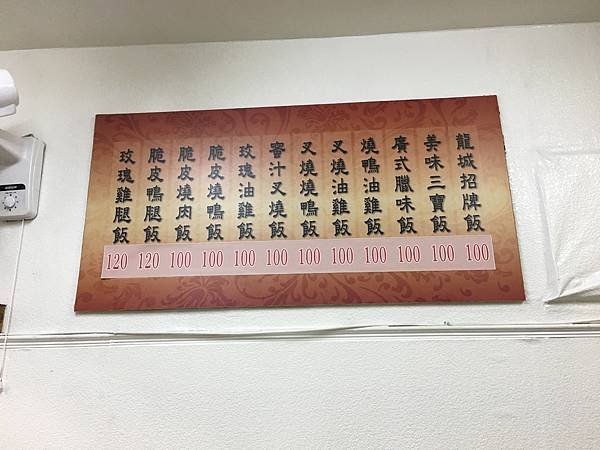 龍城招牌飯 100
美味三寶飯 100
廣式臘味飯 100
燒鴨油雞飯 100
叉燒油雞飯 100
叉燒燒鴨飯 100
蜜汁叉燒飯 100
玫瑰油雞飯 100
脆皮燒鴨飯 100
脆皮燒肉飯 100
脆皮鴨腿飯 120
玫瑰雞腿飯 120